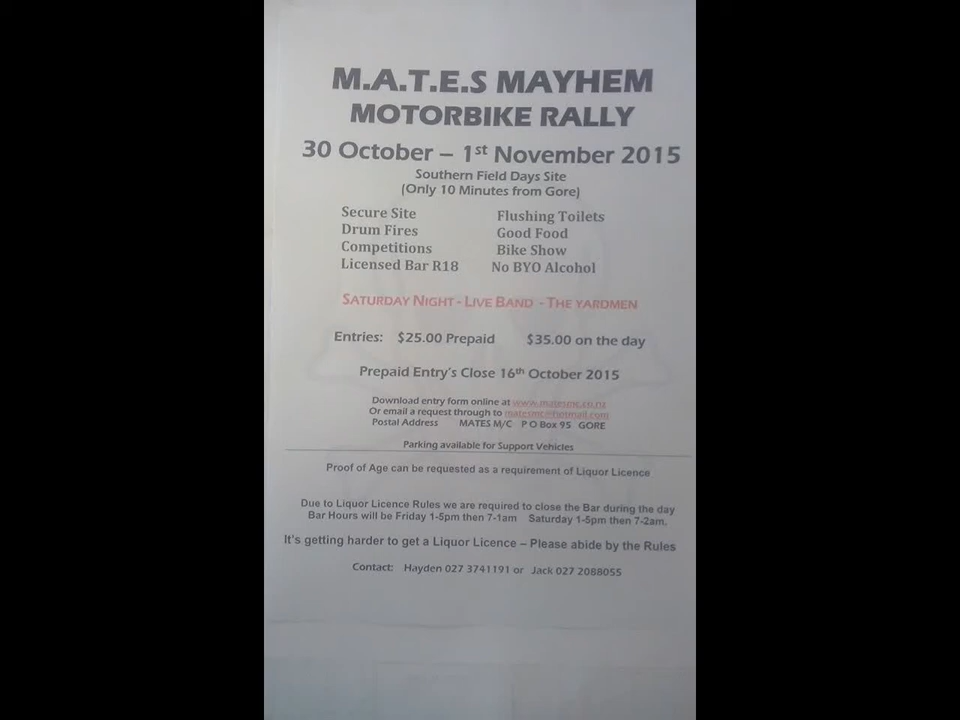 M.A.T.E.S MAYHEM
MOTORBIKE RALLY
30 October – 1st November 2015
Southern Field Days Site
(Only 10 Minutes from Gore)
Secure Site Flushing Toilets
Drum Fires Good Food
Competitions Bike Show
Licensed Bar R18 No BYO Alcohol
SATURDAY NIGHT - LIVE BAND - THE YARDMEN
Entries: $25.00 Prepaid $35.00 on the day
Prepaid Entry's Close 16th October 2015
Download entry form online at www.matesmc.co.nz
Or email a request through to matesmc@hotmail.com
Postal Address MATES M/C P O Box 95 GORE
Parking available for Support Vehicles
Proof of Age can be requested as a requirement of Liquor Licence
Due to Liquor Licence Rules we are required to close the Bar during the day
Bar Hours will be Friday 1-5pm then 7-1am Saturday 1-5pm then 7-2am.
It's getting harder to get a Liquor Licence – Please abide by the Rules
Contact: Hayden 027 3741191 or Jack 027 2088055